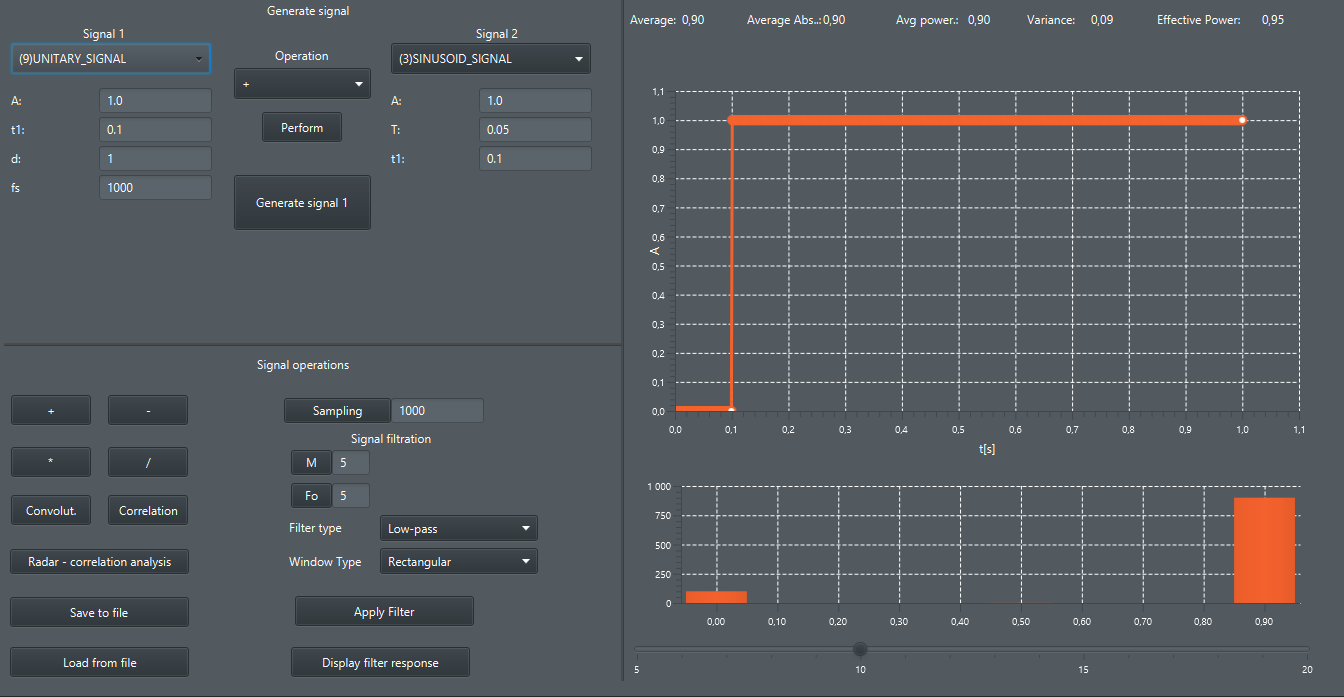 Generate signal
Signal 1
Signal 2
(9)UNITARY_SIGNAL
Operation
(3)SINUSOID_SIGNAL
+
A: 1.0
A: 1.0
t1: 0.1
Perform
T: 0.05
d: 1
t1: 0.1
fs 1000
Generate signal 1
Signal operations
+ -
Sampling 1000
Signal filtration
* /
M 5
Fo 5
Convolut. Correlation
Filter type Low-pass
Radar - correlation analysis
Window Type Rectangular
Save to file
Apply Filter
Load from file
Display filter response
Average: 0,90 Average Abs..: 0,90 Avg power.: 0,90 Variance: 0,09 Effective Power: 0,95
1,1
1,0
0,9
0,8
0,7
0,6
A
0,5
0,4
0,3
0,2
0,1
0,0
0,0 0,1 0,2 0,3 0,4 0,5 0,6 0,7 0,8 0,9 1,0 1,1
t[s]
1 000
750
500
250
0
0,00 0,10 0,20 0,30 0,40 0,50 0,60 0,70 0,80 0,90
5 10 15 20